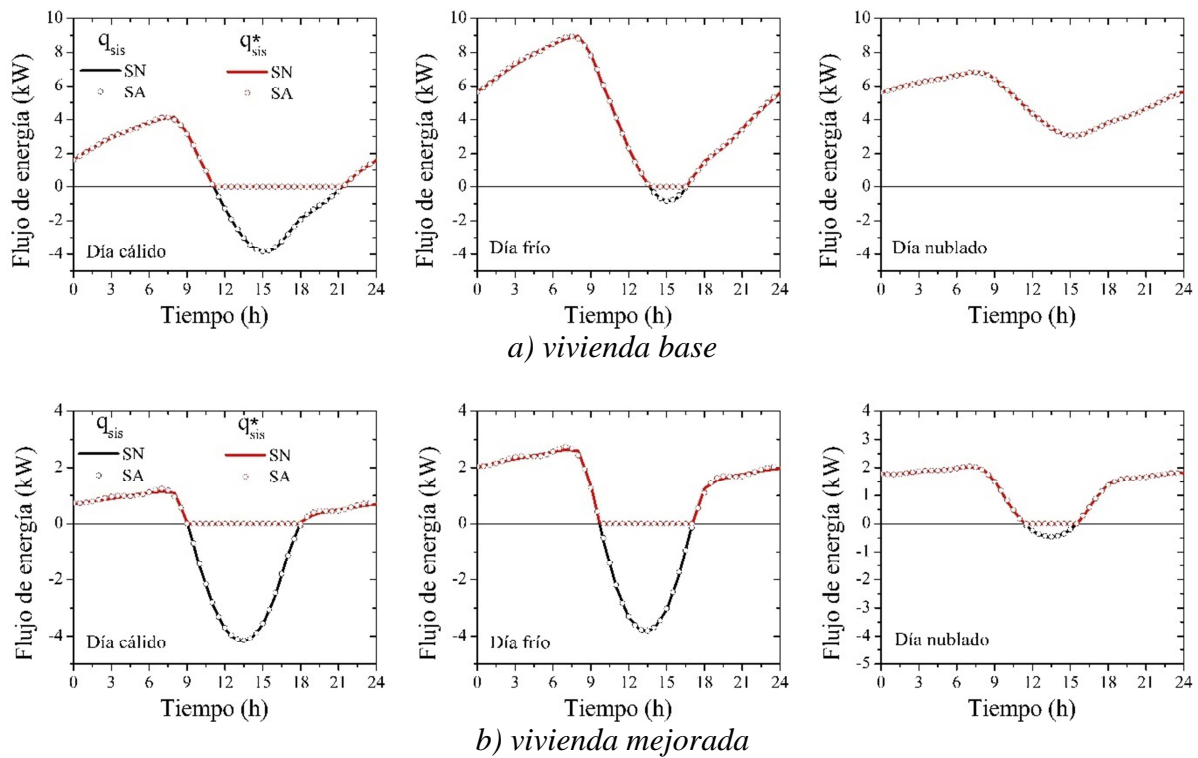 10
8
6
4
2
0
-2
-4
Flujo de energía (kW)
q sis
q* sis
SN
SN
SA
SA
Día cálido
0 3 6 9 12 15 18 21 24
Tiempo (h)
10
8
6
4
2
0
-2
-4
Flujo de energía (kW)
Día frío
0 3 6 9 12 15 18 21 24
Tiempo (h)
10
8
6
4
2
0
-2
-4
Flujo de energía (kW)
Día nublado
0 3 6 9 12 15 18 21 24
Tiempo (h)
a) vivienda base
4
2
0
-2
-4
Flujo de energía (kW)
q sis
q* sis
SN
SN
SA
SA
Día cálido
0 3 6 9 12 15 18 21 24
Tiempo (h)
4
2
0
-2
-4
Flujo de energía (kW)
Día frío
0 3 6 9 12 15 18 21 24
Tiempo (h)
4
3
2
1
0
-1
-2
-3
-4
-5
Flujo de energía (kW)
Día nublado
0 3 6 9 12 15 18 21 24
Tiempo (h)
b) vivienda mejorada